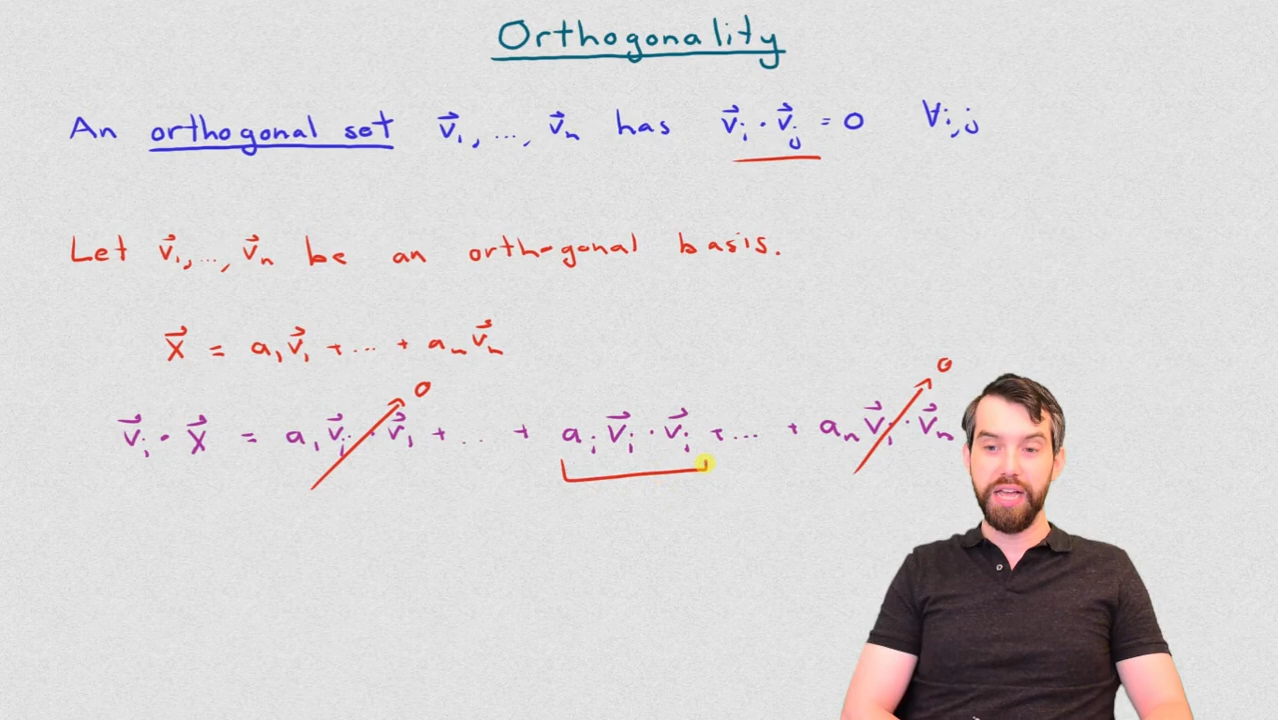 Orthogonality
An orthogonal set v⃗₁, ..., v⃗ₙ has v⃗ᵢ · v⃗ⱼ = 0 ∀i,j
Let v⃗₁, ..., v⃗ₙ be an orthogonal basis.
x⃗ = a₁v⃗₁ + ... + aₙv⃗ₙ
0 0
v⃗ᵢ · x⃗ = a₁v⃗ᵢ · v⃗₁ + ... + aᵢv⃗ᵢ · v⃗ᵢ + ... + aₙv⃗ᵢ · v⃗ₙ